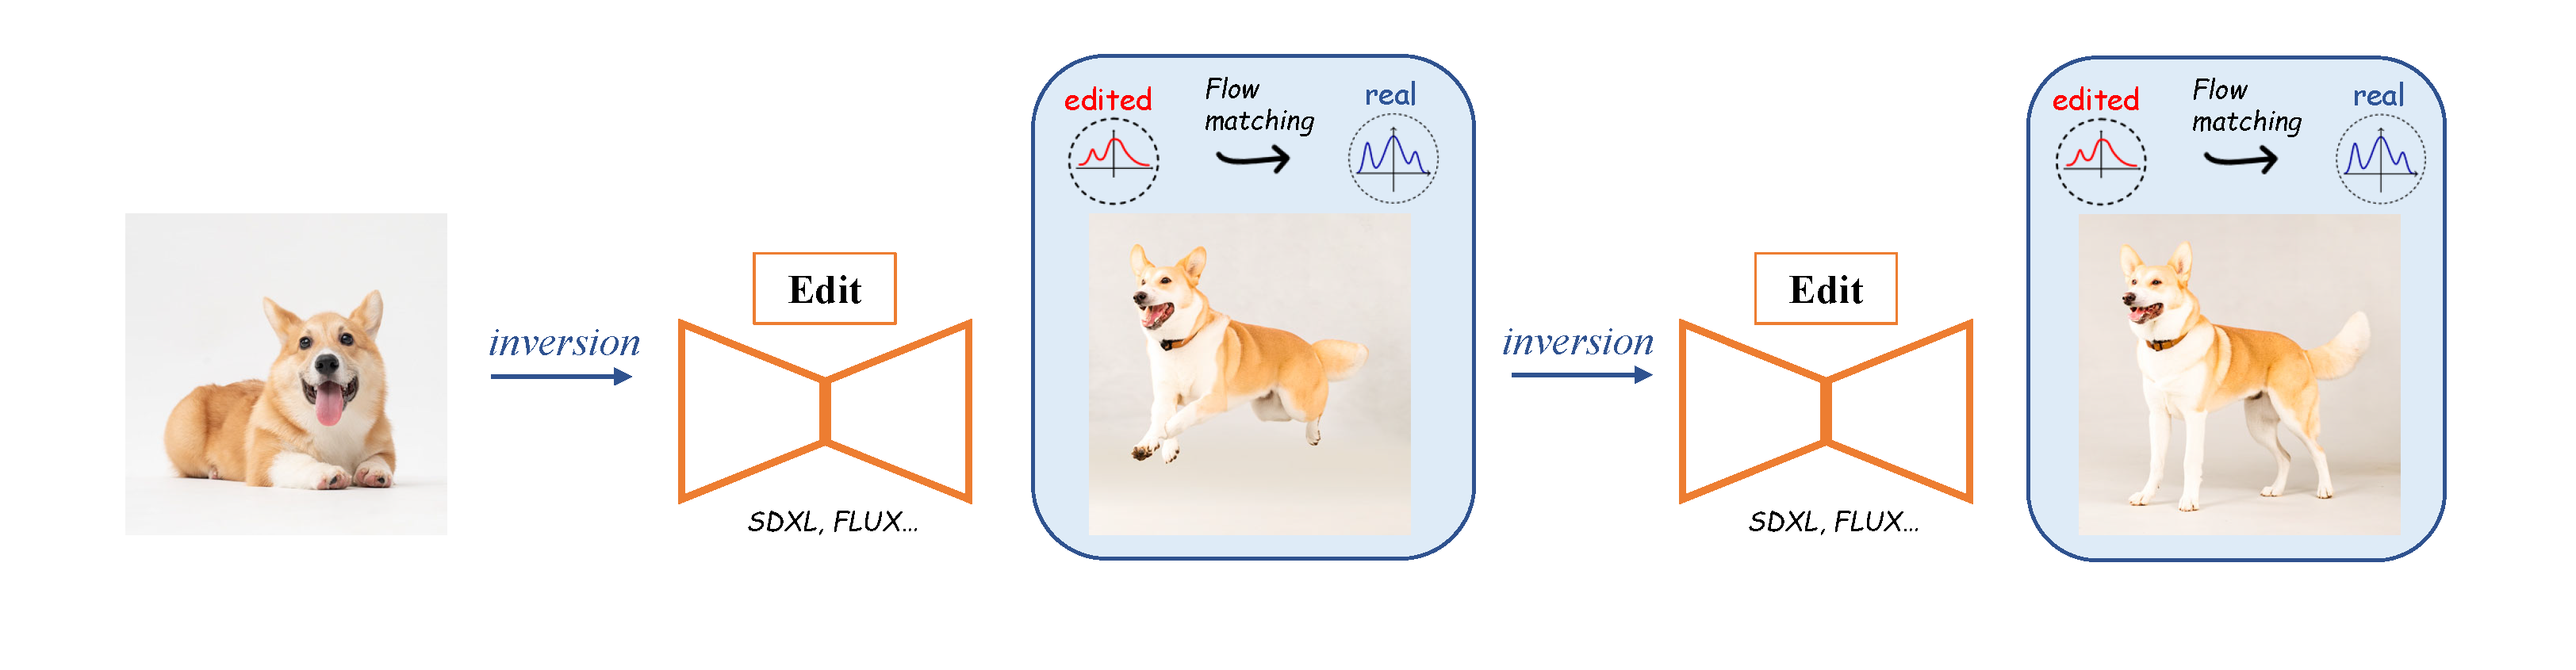 inversion
Edit
SDXL, FLUX...
edited
Flow
matching
real
inversion
Edit
SDXL, FLUX...
edited
Flow
matching
real